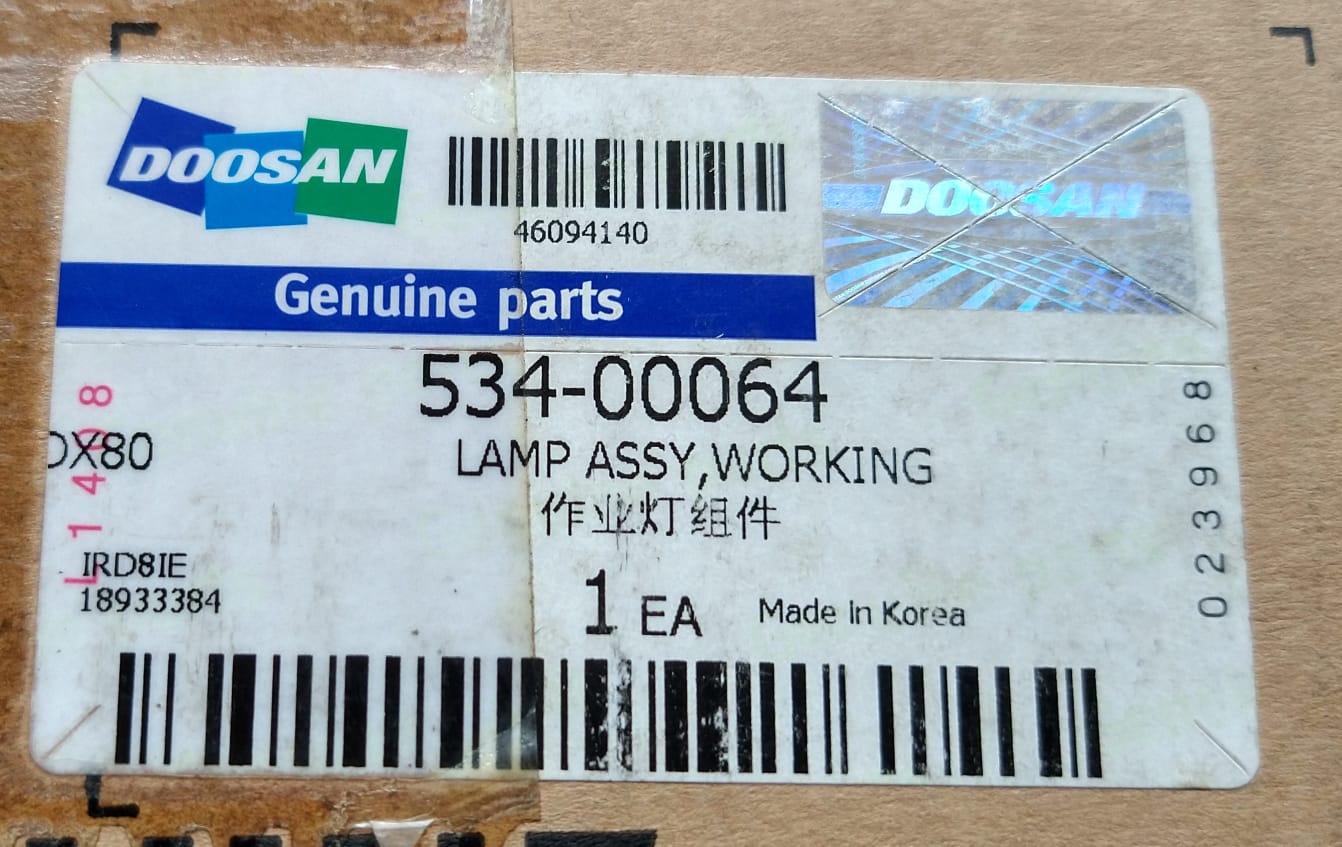 DOOSAN
46094140
DOOSAN
Genuine parts
534-00064
DX80
LAMP ASSY,WORKING
作业灯组件
L1408
023968
IRD8IE
18933384
1 EA
Made In Korea